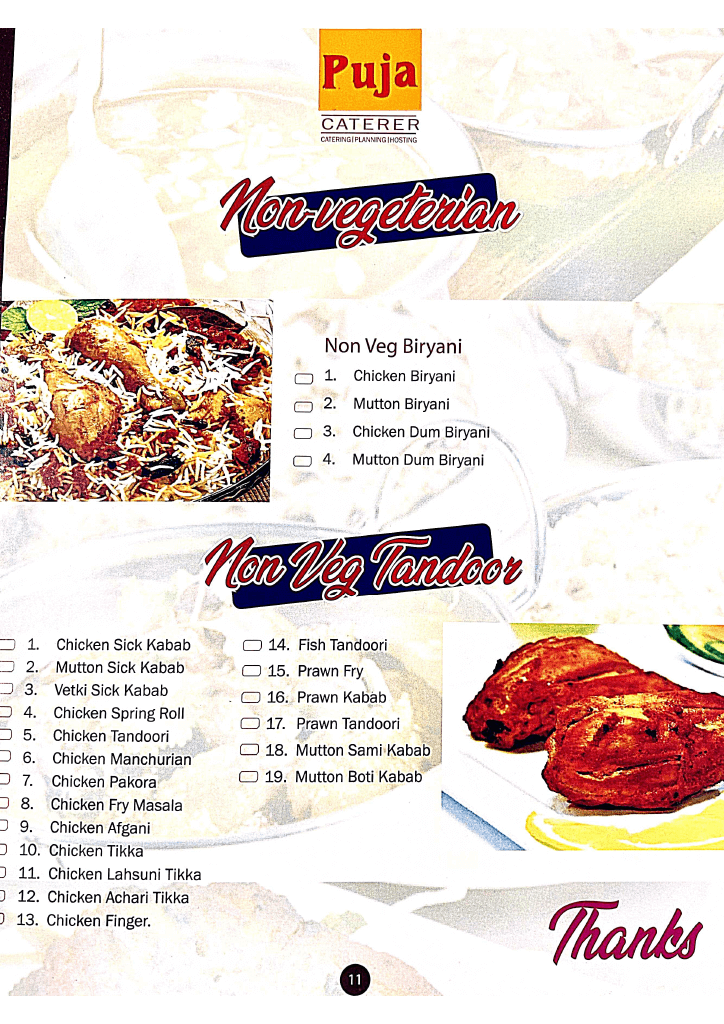 Puja
CATERER
CATERING|PLANNING|HOSTING
Non-vegeterian
Non Veg Biryani
1. Chicken Biryani
2. Mutton Biryani
3. Chicken Dum Biryani
4. Mutton Dum Biryani
Non Veg Tandoor
1. Chicken Sick Kabab
2. Mutton Sick Kabab
3. Vetki Sick Kabab
4. Chicken Spring Roll
5. Chicken Tandoori
6. Chicken Manchurian
7. Chicken Pakora
8. Chicken Fry Masala
9. Chicken Afgani
10. Chicken Tikka
11. Chicken Lahsuni Tikka
12. Chicken Achari Tikka
13. Chicken Finger.
14. Fish Tandoori
15. Prawn Fry
16. Prawn Kabab
17. Prawn Tandoori
18. Mutton Sami Kabab
19. Mutton Boti Kabab
Thanks
11